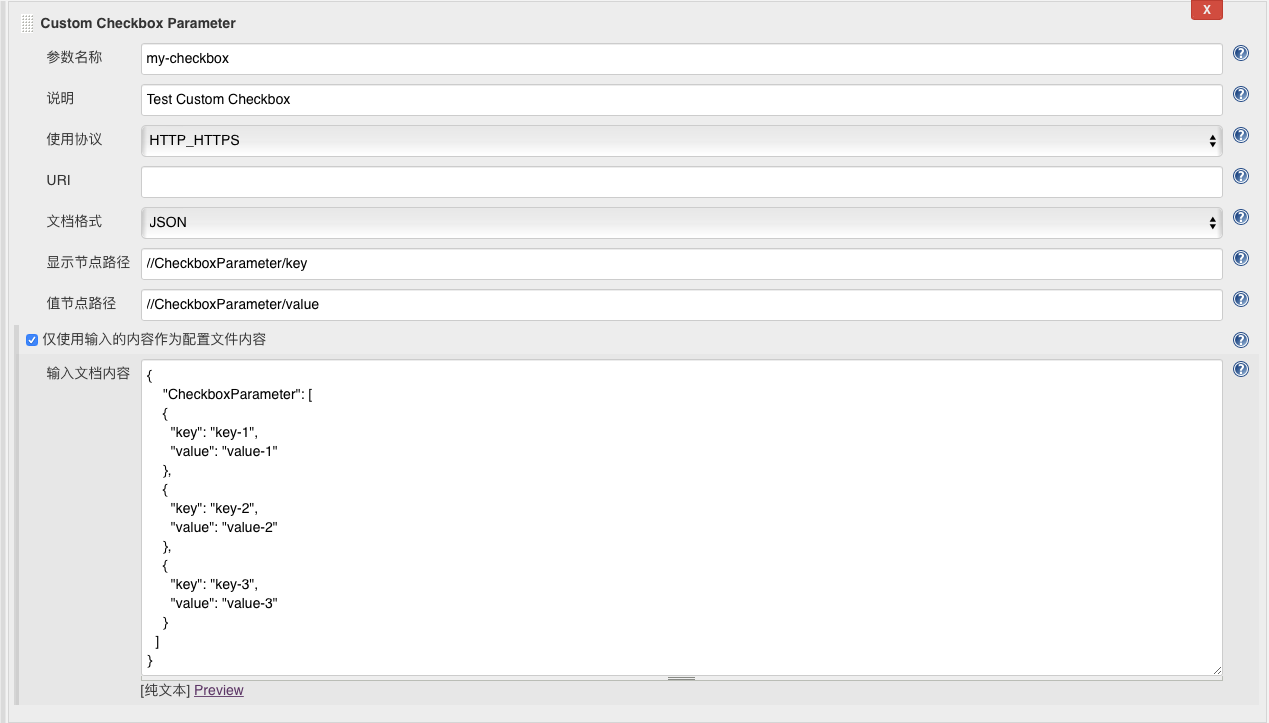 Custom Checkbox Parameter
X
参数名称 my-checkbox
说明 Test Custom Checkbox
使用协议 HTTP_HTTPS
URI
文档格式 JSON
显示节点路径 //CheckboxParameter/key
值节点路径 //CheckboxParameter/value
仅使用输入的内容作为配置文件内容
输入文档内容 {
"CheckboxParameter": [
{
"key": "key-1",
"value": "value-1"
},
{
"key": "key-2",
"value": "value-2"
},
{
"key": "key-3",
"value": "value-3"
}
]
}
[纯文本] Preview